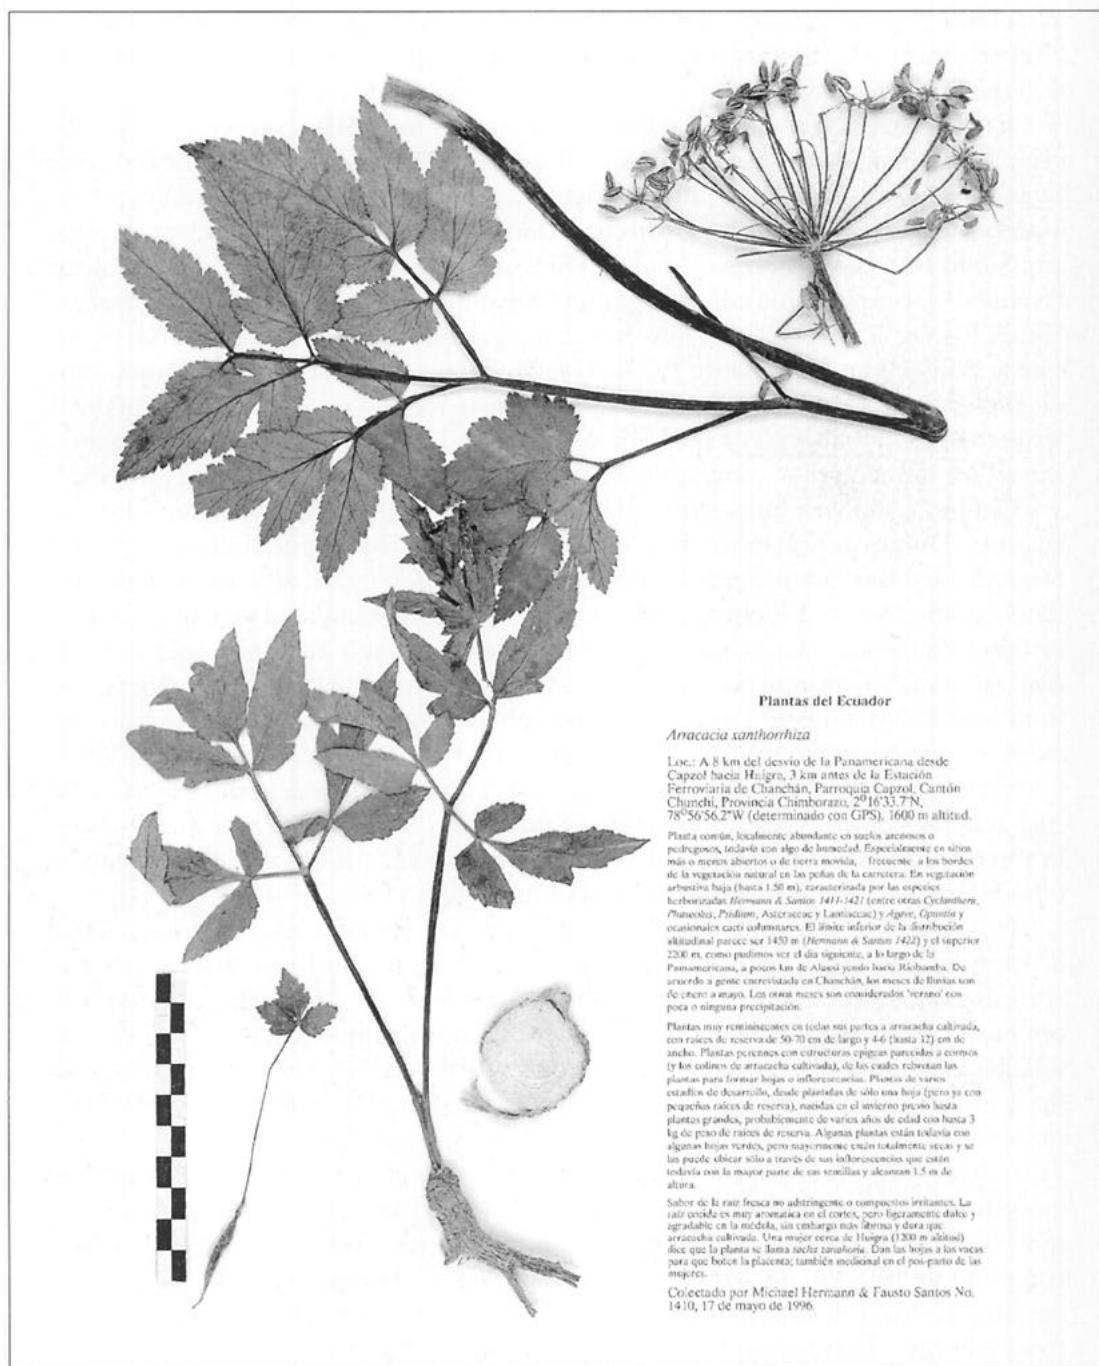 Plantas del Ecuador
Arracacia xanthorrhiza
Loc.: A 8 km del desvío de la Panamericana desde
Capzol hacia Huigra, 3 km antes de la Estación
Ferroviaria de Chanchán, Parroquia Capzol, Cantón
Chunchi, Provincia Chimborazo, 2°16'33.7"N,
78°56'56.2"W (determinado con GPS), 1600 m altitud.
Planta común, localmente abundante en suelos arenosos o
pedregosos, todavía con algo de humedad. Especialmente en sitios
más o menos abiertos o de tierra movida, frecuente a los bordes
de la vegetación natural en las peñas de la carretera. En vegetación
arbustiva baja (hasta 1.50 m), caracterizada por las especies
herborizadas Hermann & Santos 1411-1421 (entre otras Cyclanthera,
Phaseolus, Psidium, Asteraceae y Lamiaceae) y Agave, Opuntia y
ocasionales cacti columnares. El límite inferior de la distribución
altitudinal parece ser 1450 m (Hermann & Santos 1422) y el superior
2200 m, como pudimos ver el día siguiente, a lo largo de la
Panamericana, a pocos km de Alausí yendo hacia Riobamba. De
acuerdo a gente entrevistada en Chanchán, los meses de lluvias son
de enero a mayo. Los otros meses son considerados 'verano' con
poca o ninguna precipitación.
Plantas muy reminiscentes en todas sus partes a arracacha cultivada,
con raíces de reserva de 50-70 cm de largo y 4-6 (hasta 12) cm de
ancho. Plantas perennes con estructuras epígeas parecidas a cormos
(y los colinos de arracacha cultivada), de las cuales rebrotan las
plantas para formar hojas o inflorescencias. Plantas de varios
estadíos de desarrollo, desde plántulas de sólo una hoja (pero ya con
pequeñas raíces de reserva), nacidas en el invierno previo hasta
plantas grandes, probablemente de varios años de edad con hasta 3
kg de peso de raíces de reserva. Algunas plantas están todavía con
algunas hojas verdes, pero mayormente están totalmente secas y se
las puede ubicar sólo a través de sus inflorescencias que están
todavía con la mayor parte de sus semillas y alcanzan 1.5 m de
altura.
Sabor de la raíz fresca no adstringente o compuestos irritantes. La
raíz cocida es muy aromática en el cortex, pero ligeramente dulce y
agradable en la médula, sin embargo más fibrosa y dura que
arracacha cultivada. Una mujer cerca de Huigra (1200 m altitud)
dice que la planta se llama sacha zanahoria. Dan las hojas a las vacas
para que boten la placenta; también medicinal en el pos-parto de las
mujeres.
Colectado por Michael Hermann & Fausto Santos No.
1410, 17 de mayo de 1996.